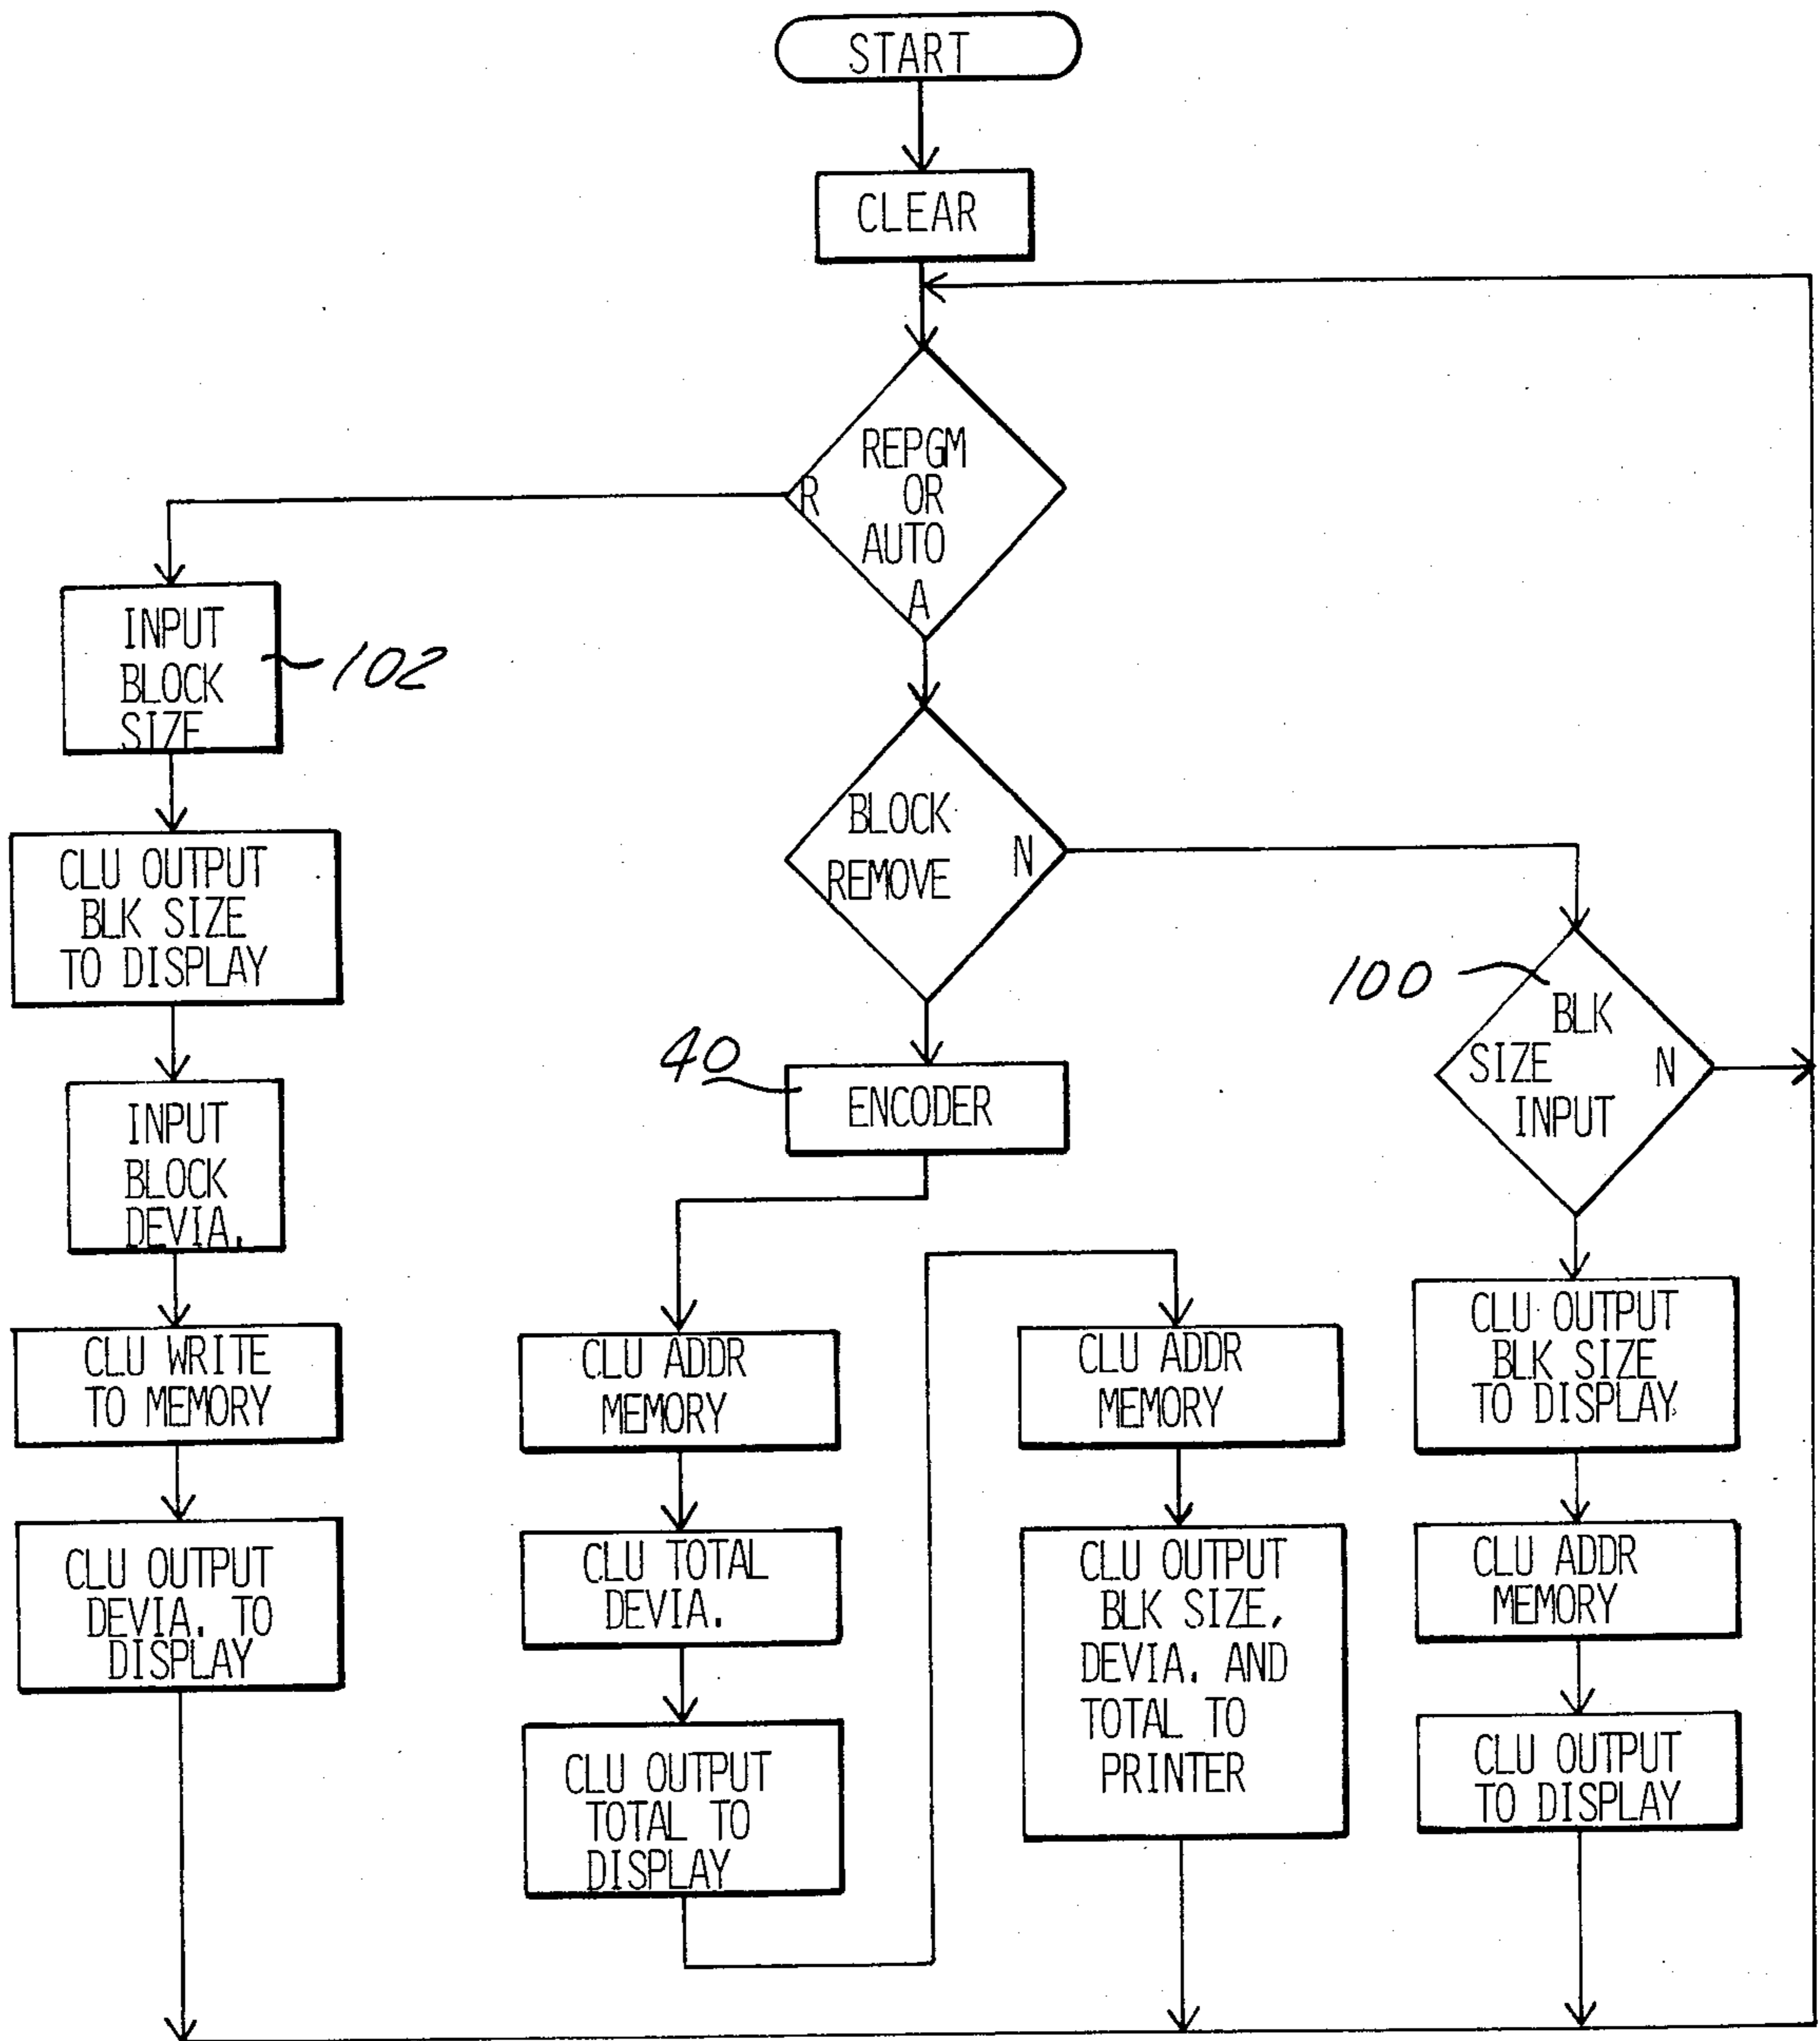 START
CLEAR
REPGM
OR
AUTO
R
A
INPUT
BLOCK
SIZE
102
CLU OUTPUT
BLK SIZE
TO DISPLAY
INPUT
BLOCK
DEVIA.
CLU WRITE
TO MEMORY
CLU OUTPUT
DEVIA. TO
DISPLAY
BLOCK
REMOVE
N
40
ENCODER
CLU ADDR
MEMORY
CLU TOTAL
DEVIA.
CLU OUTPUT
TOTAL TO
DISPLAY
CLU ADDR
MEMORY
CLU OUTPUT
BLK SIZE,
DEVIA. AND
TOTAL TO
PRINTER
100
BLK
SIZE
INPUT
N
CLU OUTPUT
BLK SIZE
TO DISPLAY
CLU ADDR
MEMORY
CLU OUTPUT
TO DISPLAY